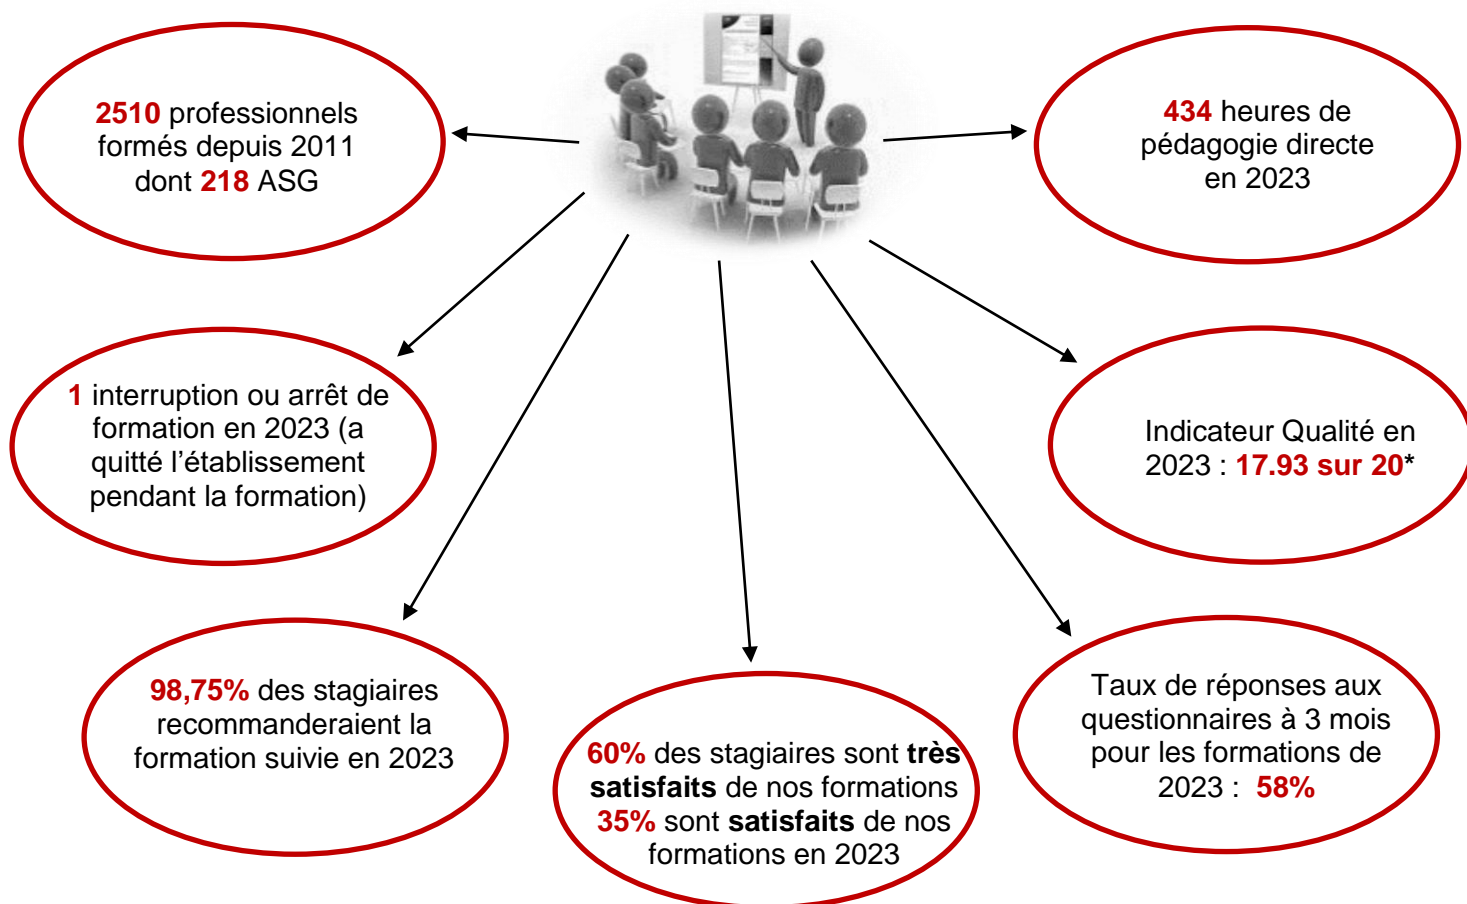 2510 professionnels
formés depuis 2011
dont 218 ASG
434 heures de
pédagogie directe
en 2023
1 interruption ou arrêt de
formation en 2023 (a
quitté l’établissement
pendant la formation)
Indicateur Qualité en
2023 : 17.93 sur 20*
98,75% des stagiaires
recommanderaient la
formation suivie en 2023
60% des stagiaires sont très
satisfaits de nos formations
35% sont satisfaits de nos
formations en 2023
Taux de réponses aux
questionnaires à 3 mois
pour les formations de
2023 : 58%